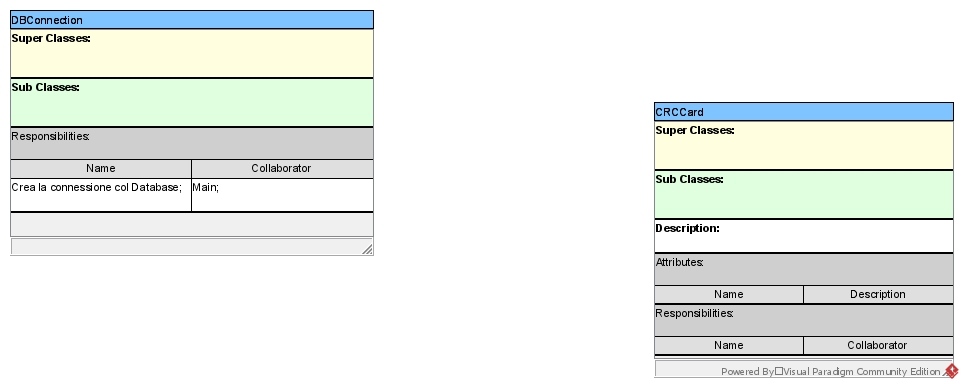 DBConnection
Super Classes:
Sub Classes:
Responsibilities:
Name Collaborator
Crea la connessione col Database; Main;
CRCCard
Super Classes:
Sub Classes:
Description:
Attributes:
Name Description
Responsibilities:
Name Collaborator
Powered By□Visual Paradigm Community Edition